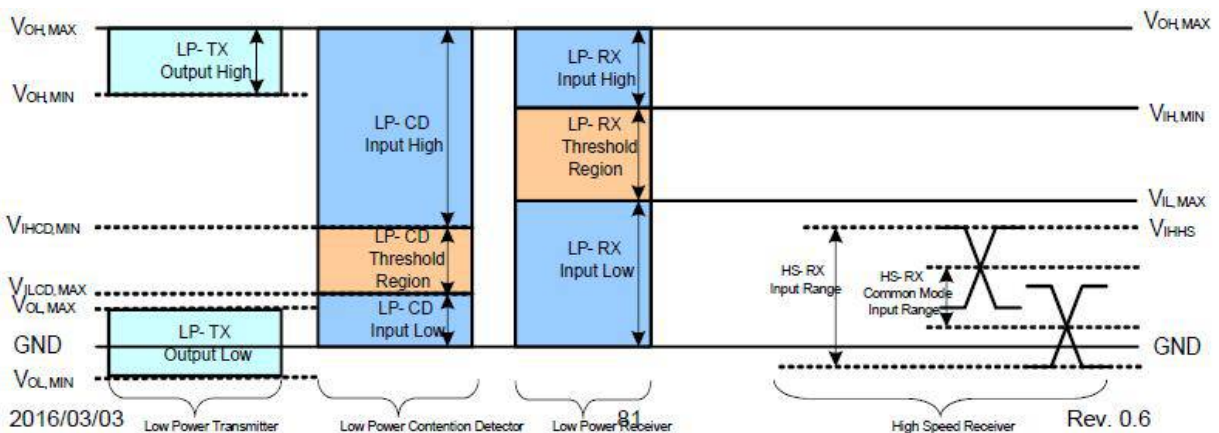 VOH,MAX
VOH,MAX
LP- TX
Output High
LP- RX
Input High
VOH,MIN
VIH,MIN
LP- CD
Input High
LP- RX
Threshold
Region
VIL,MAX
VIHCD,MIN
VIHHS
LP- CD
Threshold
Region
LP- RX
Input Low
HS- RX
Input Range
HS- RX
Common Mode
Input Range
VILCD,MAX
VOL,MAX
LP- CD
Input Low
GND
LP- TX
Output Low
GND
VOL,MIN
2016/03/03
Low Power Transmitter
Low Power Contention Detector
Low Power Receiver
81
High Speed Receiver
Rev. 0.6